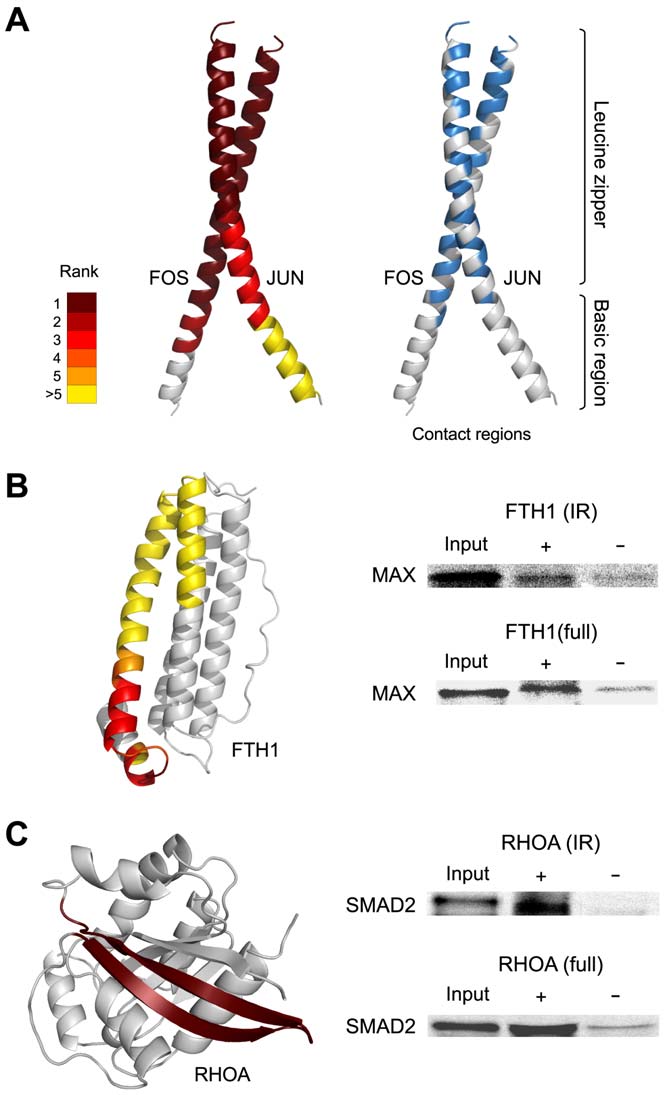 A
Rank
1
2
3
4
5
>5
FOS
JUN
FOS
JUN
Leucine zipper
Basic region
Contact regions
B
FTH1
FTH1 (IR)
Input + −
MAX
FTH1(full)
Input + −
MAX
C
RHOA
RHOA (IR)
Input + −
SMAD2
RHOA (full)
Input + −
SMAD2